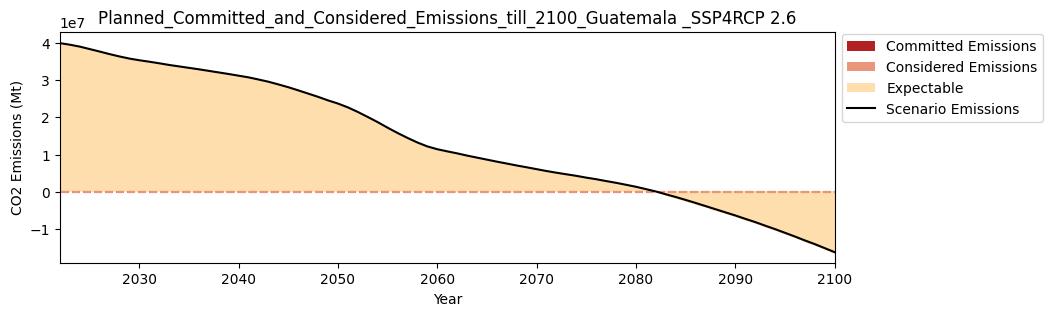 Planned_Committed_and_Considered_Emissions_till_2100_Guatemala _SSP4RCP 2.6
1e7
4
3
2
1
0
−1
CO2 Emissions (Mt)
2030 2040 2050 2060 2070 2080 2090 2100
Year
Committed Emissions
Considered Emissions
Expectable
Scenario Emissions